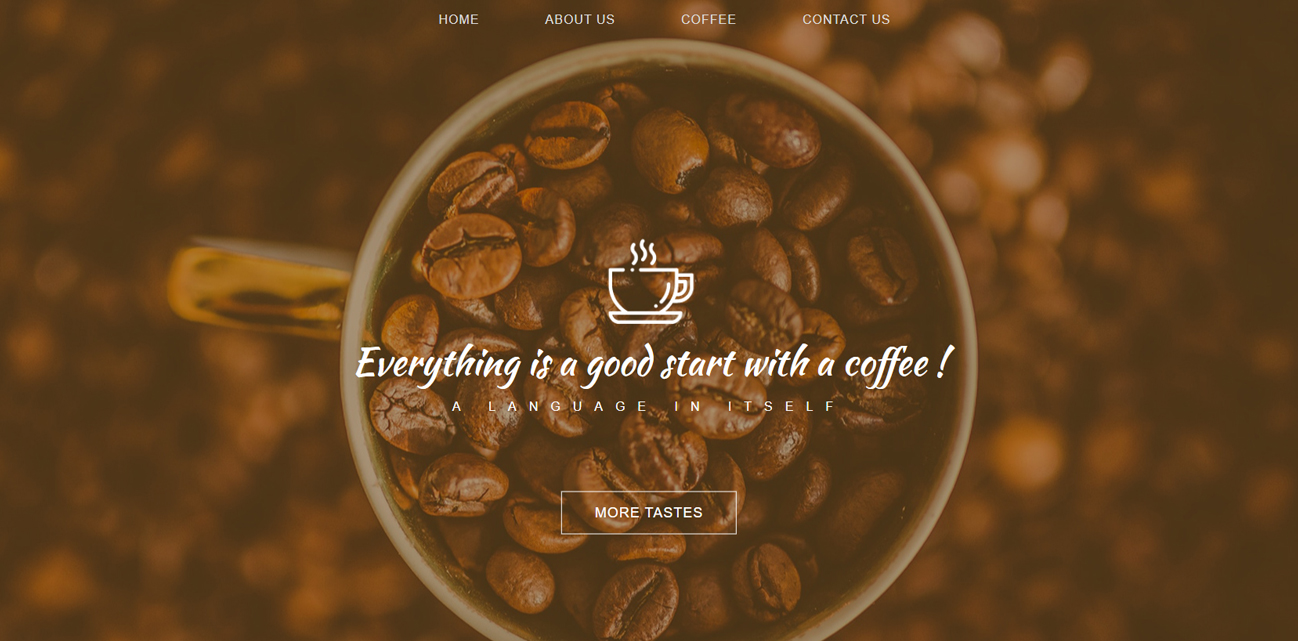 HOME ABOUT US COFFEE CONTACT US
Everything is a good start with a coffee !
A LANGUAGE IN ITSELF
MORE TASTES